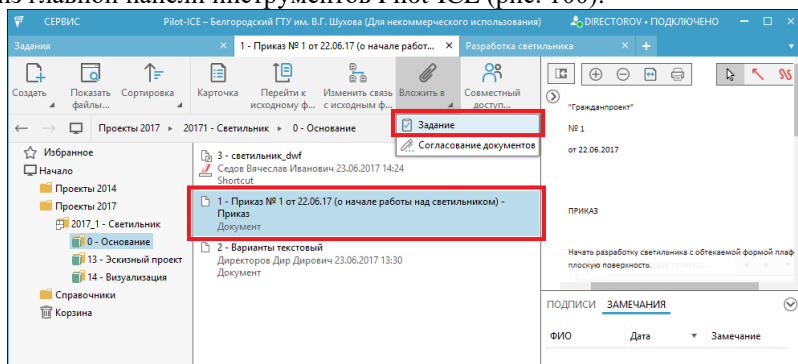 из главной панели инструментов Pilot-ICE (рис. 100).
СЕРВИС Pilot-ICE – Белгородский ГТУ им. В.Г. Шухова (Для некоммерческого использования) DIRECTOROV • ПОДКЛЮЧЕНО
Задания 1 - Приказ № 1 от 22.06.17 (о начале работ... Разработка светильника
Создать Показать файлы... Сортировка Карточка Перейти к исходному ф... Изменить связь с исходным ф... Вложить в Совместный доступ...
Проекты 2017 20171 - Светильник 0 - Основание
Задание
Согласование документов
Избранное
Начало
Проекты 2014
Проекты 2017
2017_1 - Светильник
0 - Основание
13 - Эскизный проект
14 - Визуализация
Справочники
Корзина
3 - светильник_dwf
Седов Вячеслав Иванович 23.06.2017 14:24
Shortcut
1 - Приказ № 1 от 22.06.17 (о начале работы над светильником) -
Приказ
Документ
2 - Варианты текстовый
Директоров Дир Дирович 23.06.2017 13:30
Документ
"Гражданпроект"
№ 1
от 22.06.2017
ПРИКАЗ
Начать разработку светильника с обтекаемой формой плаф
плоскую поверхность.
ПОДПИСИ ЗАМЕЧАНИЯ
ФИО Дата Замечание